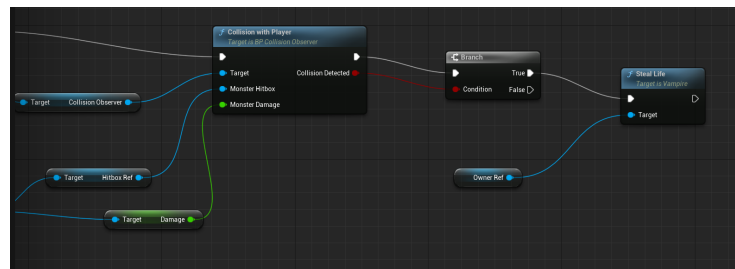 Collision with Player
Target is BP Collision Observer
Target Collision Detected
Monster Hitbox
Monster Damage
Branch
True
Condition False
Steal Life
Target is Vampire
Target
Target Collision Observer
Target Hitbox Ref
Owner Ref
Target Damage